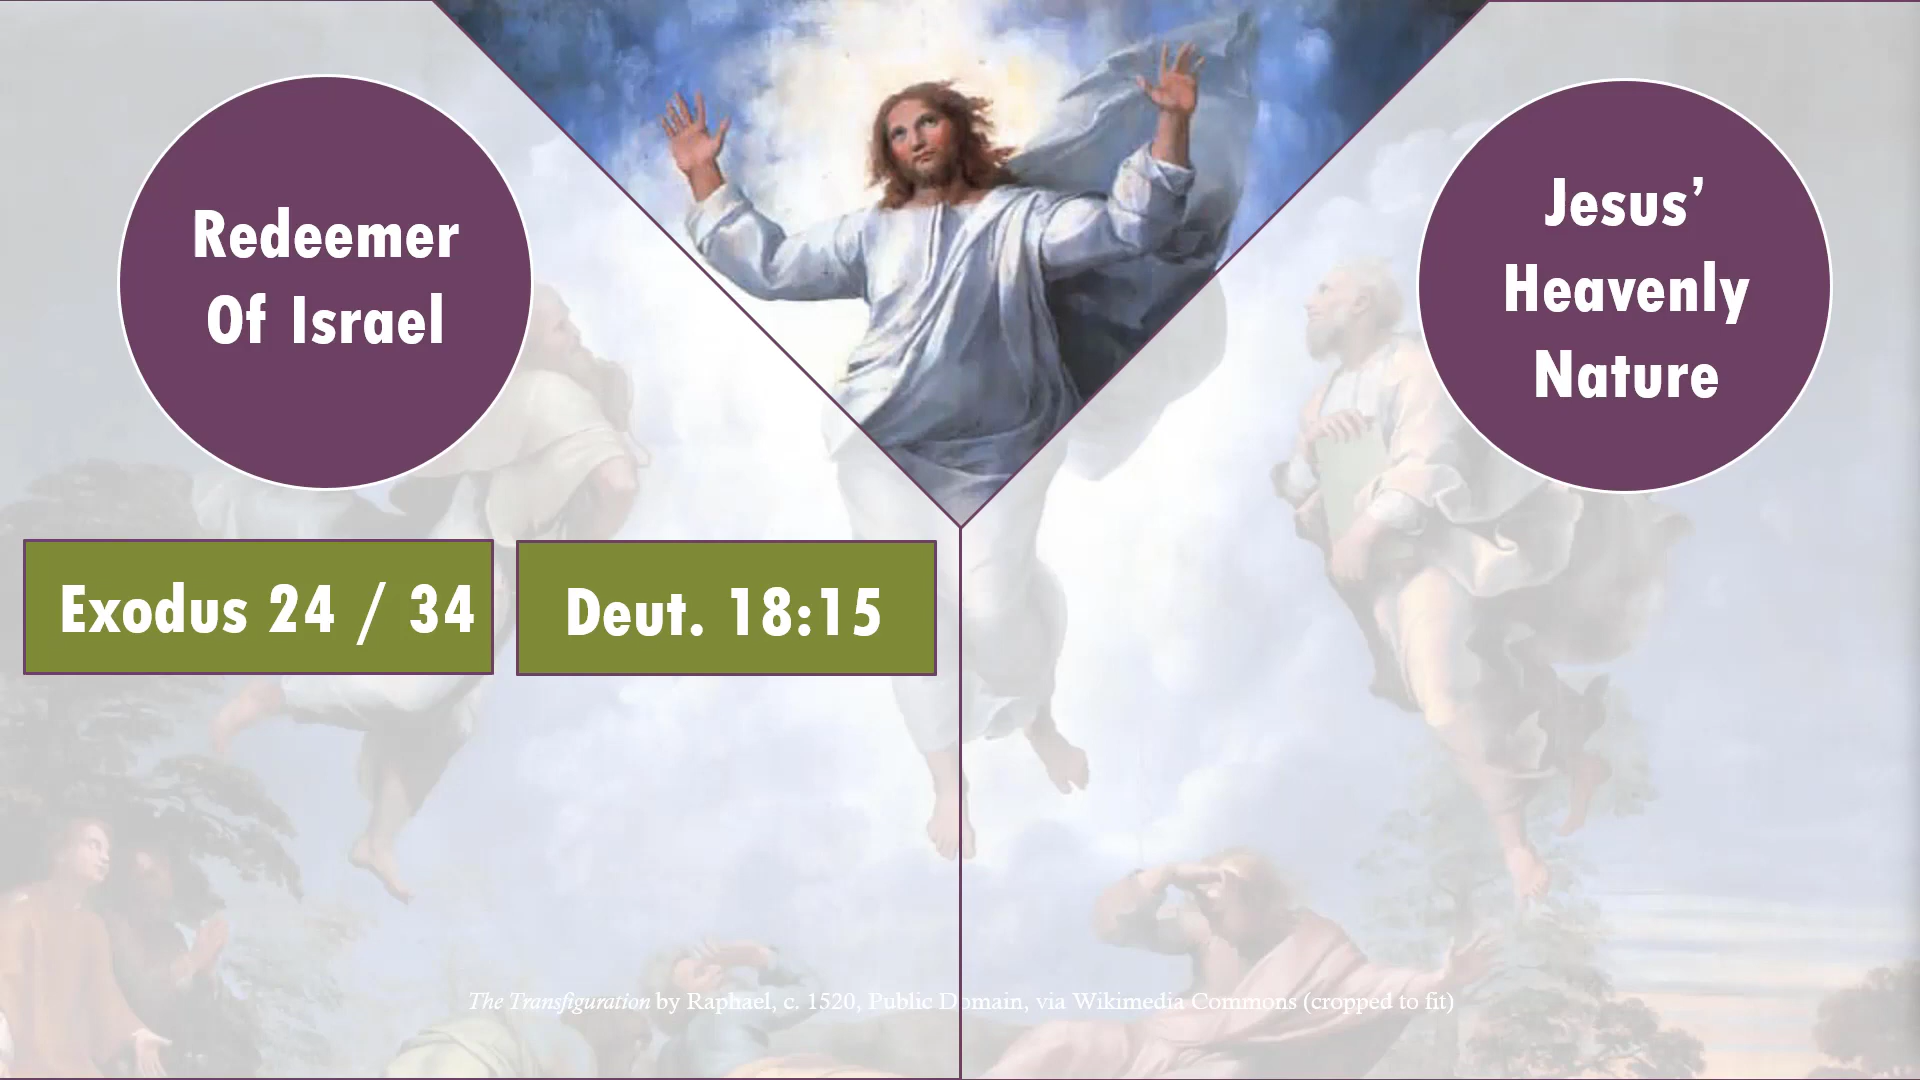 Redeemer
Of Israel
Jesus’
Heavenly
Nature
Exodus 24 / 34
Deut. 18:15
The Transfiguration by Raphael, c. 1520, Public Domain, via Wikimedia Commons (cropped to fit)